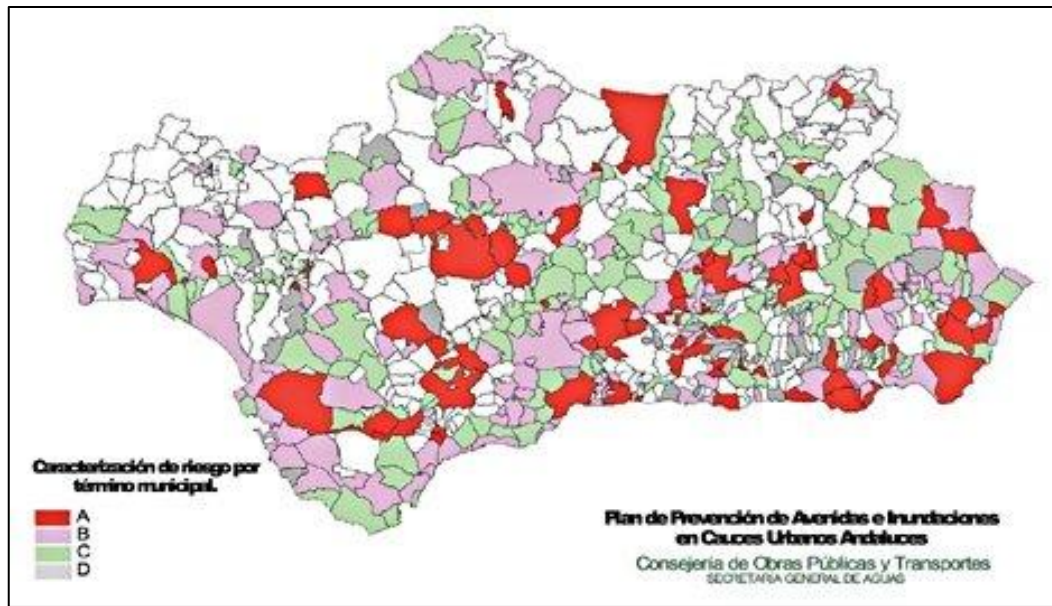 Caracterización de riesgo por
término municipal.
A
B
C
D
Plan de Prevención de Avenidas e Inundaciones
en Cauces Urbanos Andaluces
Consejería de Obras Públicas y Transportes
SECRETARIA GENERAL DE AGUAS